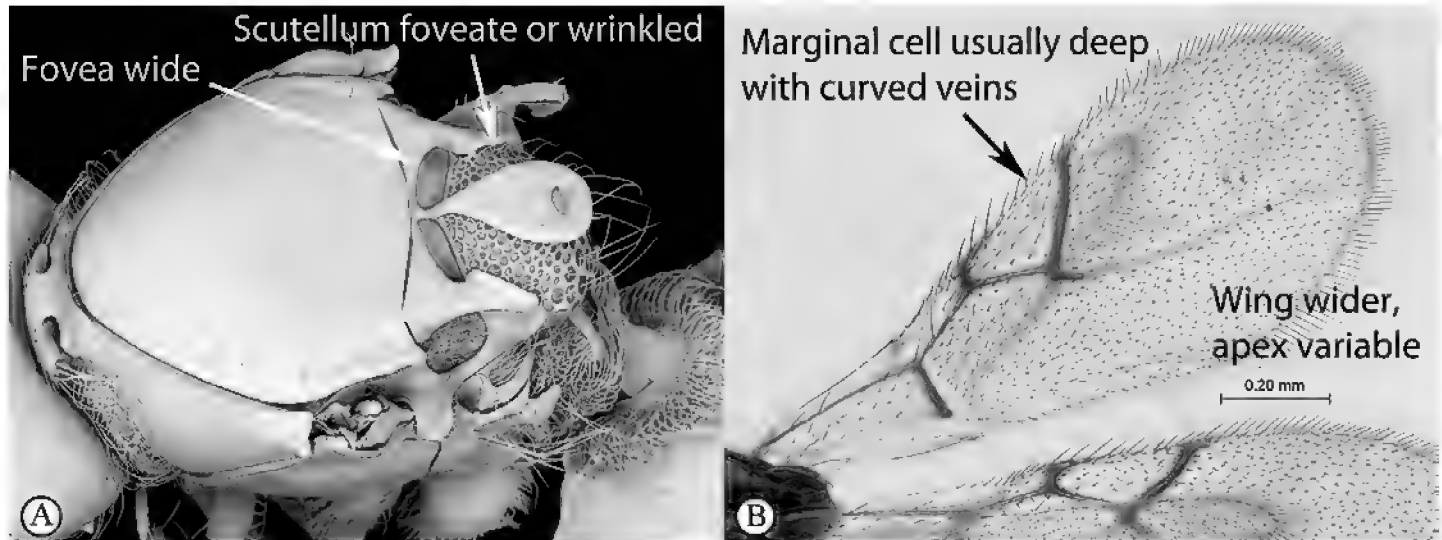 Scutellum foveate or wrinkled
Fovea wide
A
Marginal cell usually deep
with curved veins
Wing wider,
apex variable
0.20 mm
B